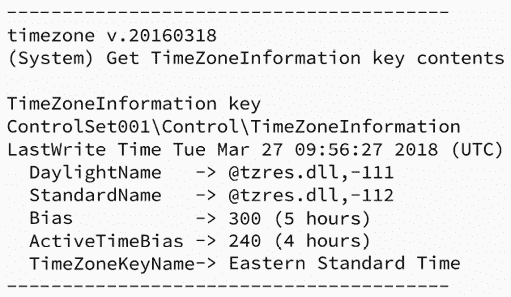 ----------------------------------------
timezone v.20160318
(System) Get TimeZoneInformation key contents

TimeZoneInformation key
ControlSet001\Control\TimeZoneInformation
LastWrite Time Tue Mar 27 09:56:27 2018 (UTC)
  DaylightName   -> @tzres.dll,-111
  StandardName   -> @tzres.dll,-112
  Bias           -> 300 (5 hours)
  ActiveTimeBias -> 240 (4 hours)
  TimeZoneKeyName-> Eastern Standard Time
----------------------------------------